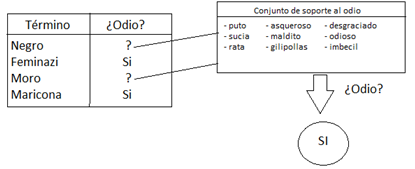 Término ¿Odio?
Negro ?
Feminazi Si
Moro ?
Maricona Si
Conjunto de soporte al odio
- puto - asqueroso - desgraciado
- sucia - maldito - odioso
- rata - gilipollas - imbecil
¿Odio?
SI